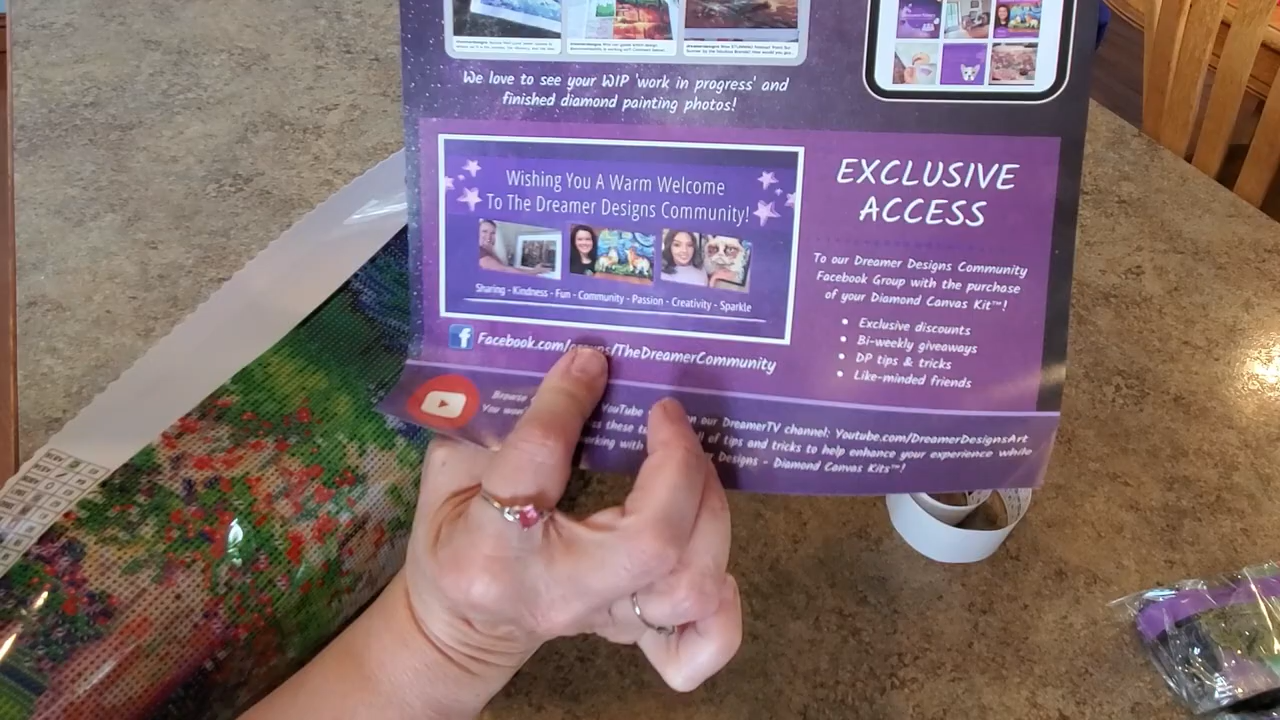 We love to see your WIP 'work in progress' and
finished diamond painting photos!
Wishing You A Warm Welcome
To The Dreamer Designs Community!
Sharing - Kindness - Fun - Community - Passion - Creativity - Sparkle
Facebook.com/groups/TheDreamerCommunity
EXCLUSIVE
ACCESS
To our Dreamer Designs Community
Facebook Group with the purchase
of your Diamond Canvas Kit™!
• Exclusive discounts
• Bi-weekly giveaways
• DP tips & tricks
• Like-minded friends
Browse YouTube on our DreamerTV channel: Youtube.com/DreamerDesignsArt
You these of tips and tricks to help enhance your experience while
working with Designs - Diamond Canvas Kits™!